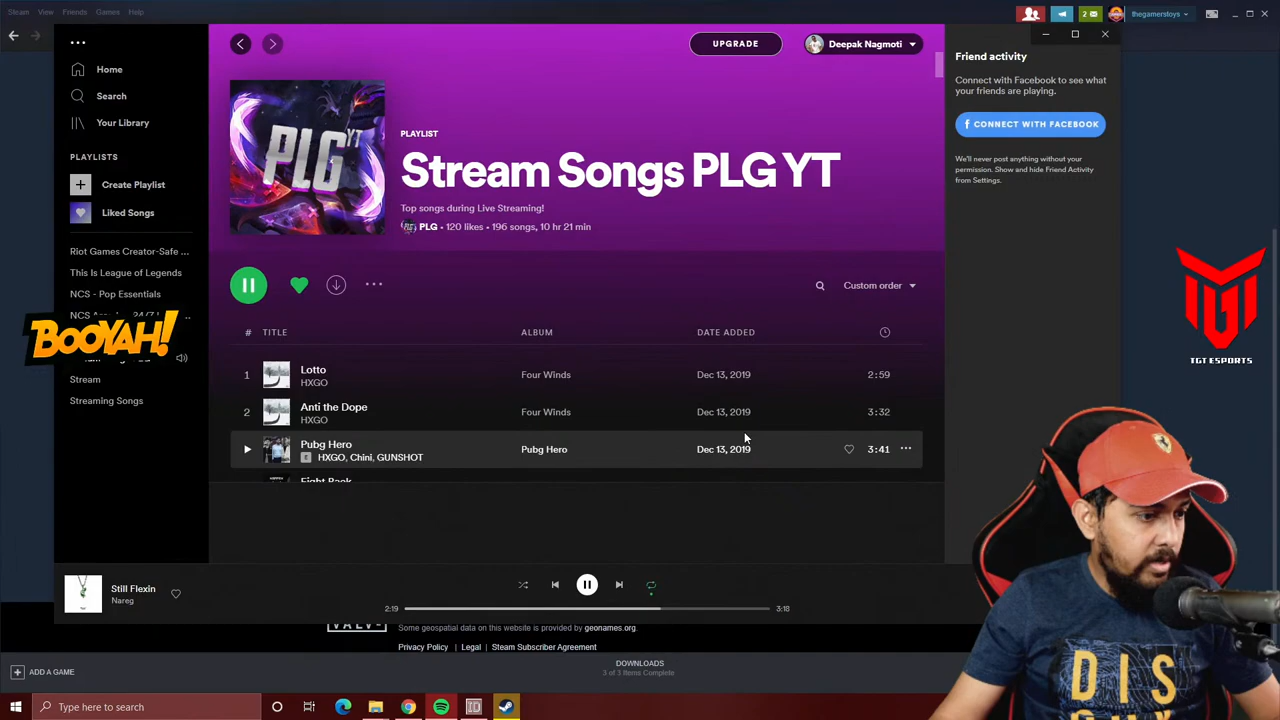 Steam View Friends Games Help
2
thegamerstoys
Home
Search
Your Library
PLAYLISTS
Create Playlist
Liked Songs
Riot Games Creator-Safe ...
This Is League of Legends
NCS - Pop Essentials
BOOYAH!
Stream
Streaming Songs
UPGRADE
Deepak Nagmoti
PLG YT
PLAYLIST
Stream Songs PLG YT
Top songs during Live Streaming!
PLG • 120 likes • 196 songs, 10 hr 21 min
Custom order
# TITLE ALBUM DATE ADDED
1 Lotto Four Winds Dec 13, 2019 2:59
HXGO
2 Anti the Dope Four Winds Dec 13, 2019 3:32
HXGO
Pubg Hero Pubg Hero Dec 13, 2019 3:41
E HXGO, Chini, GUNSHOT
Friend activity
Connect with Facebook to see what
your friends are playing.
f CONNECT WITH FACEBOOK
We'll never post anything without your
permission. Show and hide Friend Activity
from Settings.
TGT ESPORTS
Still Flexin
Nareg
2:19 3:18
VALV
Some geospatial data on this website is provided by geonames.org.
Privacy Policy | Legal | Steam Subscriber Agreement
ADD A GAME
DOWNLOADS
3 of 3 Items Complete
Type here to search
DIS